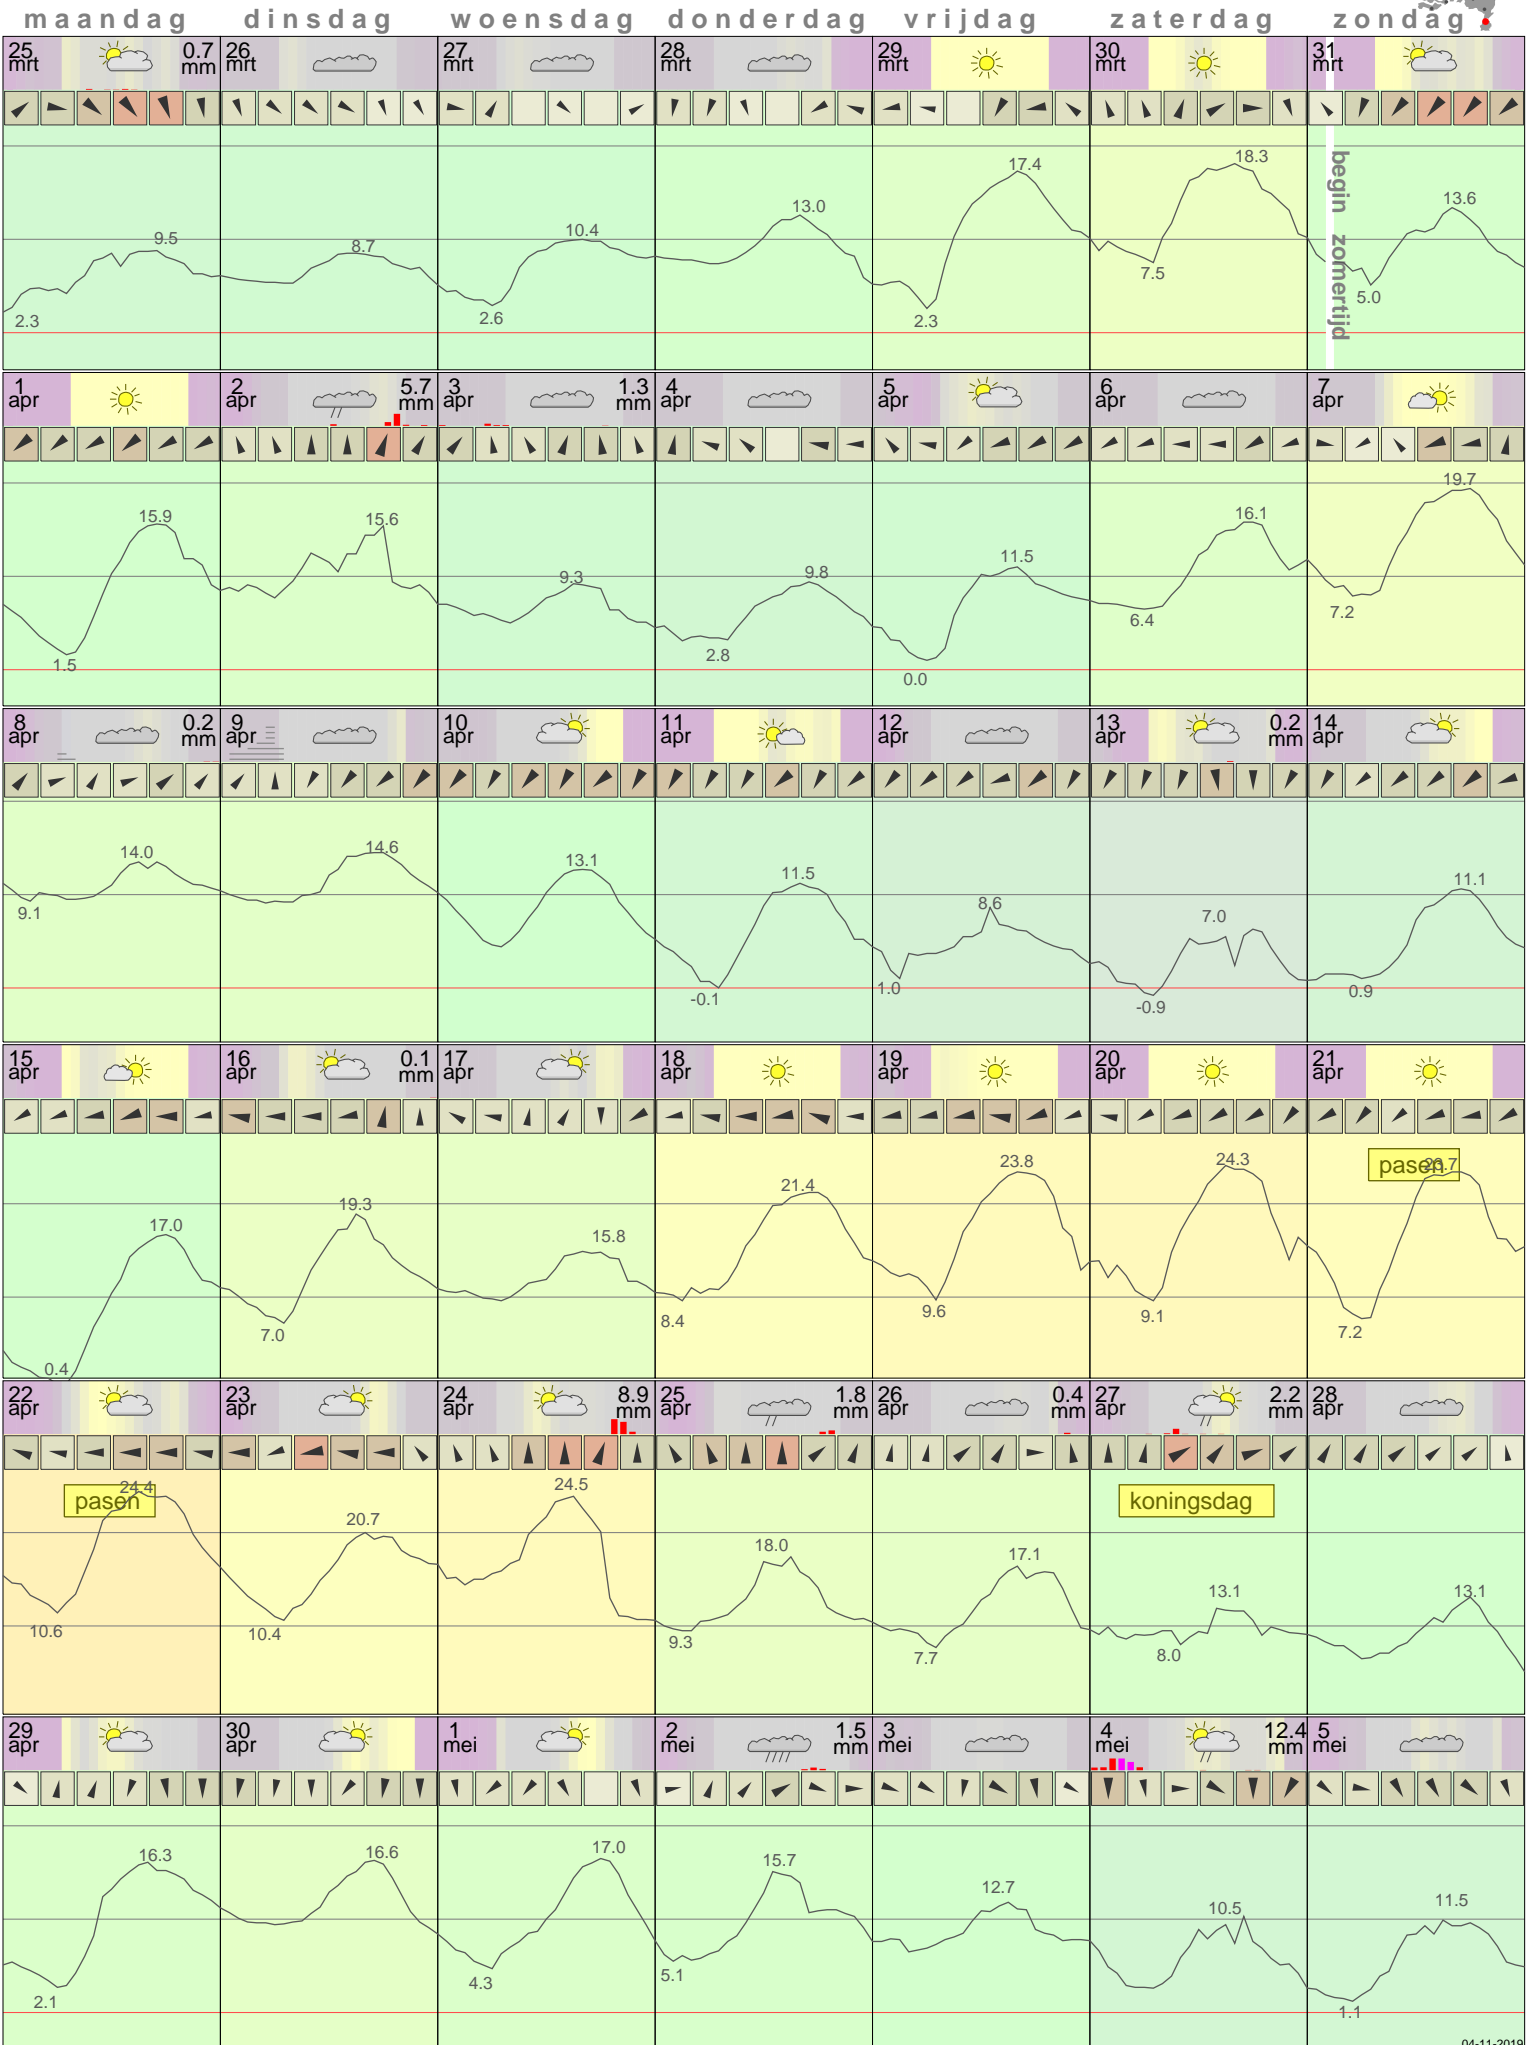 maandag dinsdag woensdag donderdag vrijdag zaterdag zondag
25 mrt 0.7 mm 26 mrt 27 mrt 28 mrt 29 mrt 30 mrt 31 mrt
begin zomertijd
18.3
17.4
13.6
13.0
10.4
9.5
8.7
7.5
5.0
2.3 2.6 2.3
1 apr 2 apr 5.7 mm 3 apr 1.3 mm 4 apr 5 apr 6 apr 7 apr
19.7
15.9 15.6 16.1
11.5
9.3 9.8
7.2
6.4
1.5 2.8
0.0
8 apr 0.2 mm 9 apr 10 apr 11 apr 12 apr 13 apr 0.2 mm 14 apr
14.0 14.6
13.1
11.5 11.1
9.1 8.6 7.0
-0.1 1.0 -0.9 0.9
15 apr 16 apr 0.1 mm 17 apr 18 apr 19 apr 20 apr 21 apr
23.8 24.3 pasen 23.7
21.4
19.3
17.0 15.8
7.0 8.4 9.6 9.1 7.2
0.4
22 apr 23 apr 24 apr 8.9 mm 25 apr 1.8 mm 26 apr 0.4 mm 27 apr 2.2 mm 28 apr
pasen 24.4 24.5 koningsdag
20.7
18.0 17.1
13.1 13.1
10.6 10.4 9.3 7.7 8.0
29 apr 30 apr 1 mei 2 mei 1.5 mm 3 mei 4 mei 12.4 mm 5 mei
16.3 16.6 17.0 15.7
12.7
10.5 11.5
2.1 4.3 5.1 1.1
04-11-2019